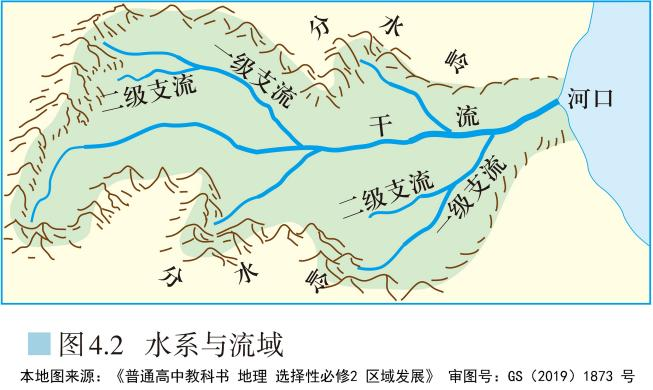 分水岭
一级支流
二级支流
干流
河口
二级支流
一级支流
分水岭
图4.2 水系与流域
本地图来源：《普通高中教科书 地理 选择性必修2 区域发展》 审图号：GS（2019）1873 号